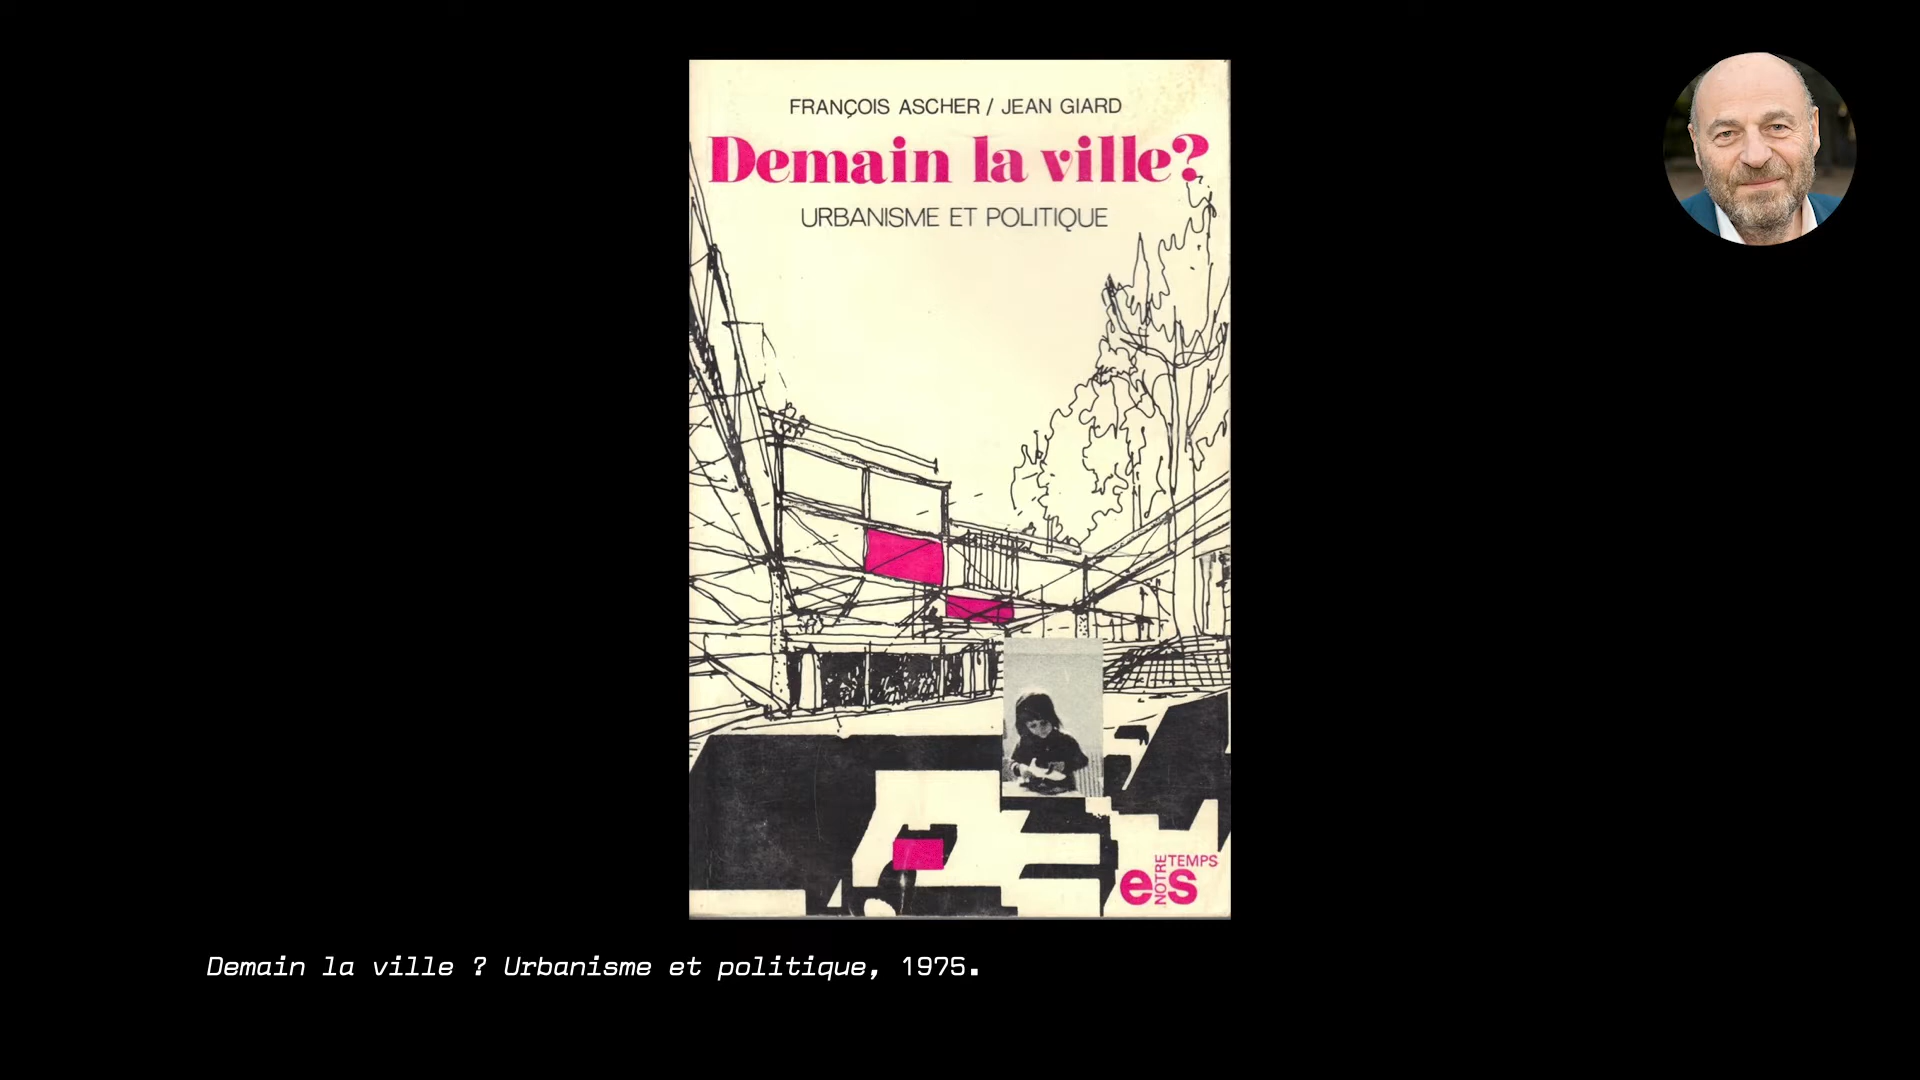 FRANÇOIS ASCHER / JEAN GIARD
Demain la ville?
URBANISME ET POLITIQUE
e NOTRE TEMPS s
Demain la ville ? Urbanisme et politique, 1975.